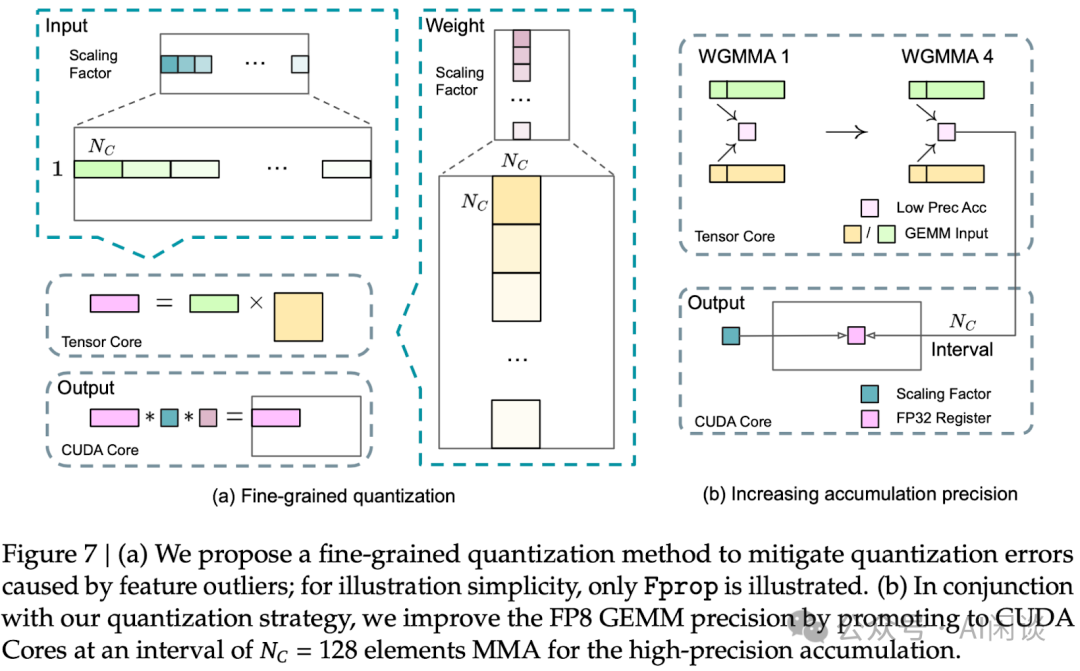 Input
Scaling
Factor
...
N_C
1
...
Weight
Scaling
Factor
...
N_C
N_C
...
= ×
Tensor Core
Output
* * =
CUDA Core
(a) Fine-grained quantization
WGMMA 1
WGMMA 4
Low Prec Acc
/ GEMM Input
Tensor Core
Output
N_C
Interval
Scaling Factor
FP32 Register
CUDA Core
(b) Increasing accumulation precision
Figure 7 | (a) We propose a fine-grained quantization method to mitigate quantization errors
caused by feature outliers; for illustration simplicity, only Fprop is illustrated. (b) In conjunction
with our quantization strategy, we improve the FP8 GEMM precision by promoting to CUDA
Cores at an interval of N_C = 128 elements MMA for the high-precision accumulation.
公众号 · AI闲谈